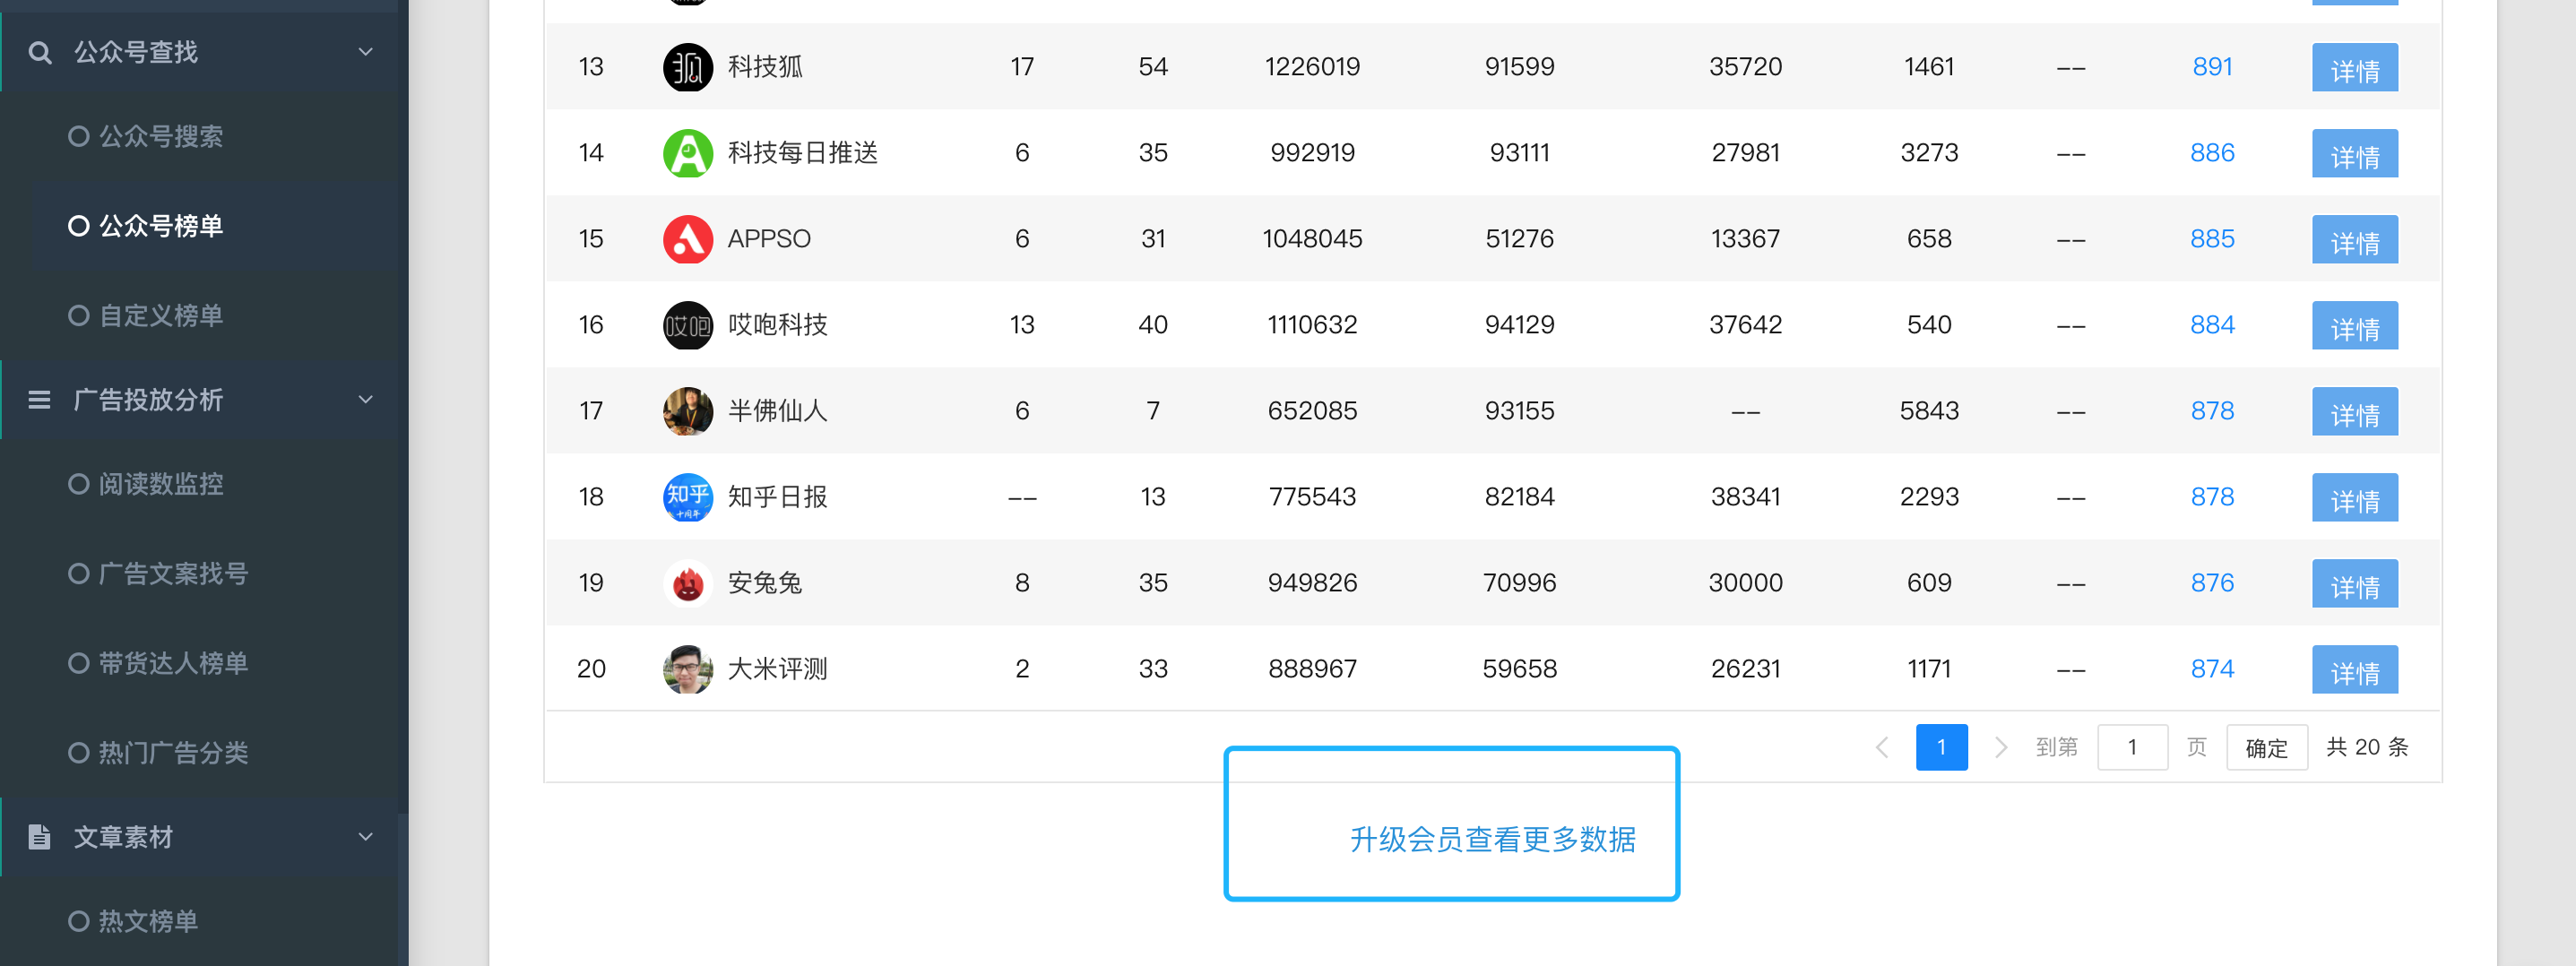 公众号查找
公众号搜索
公众号榜单
自定义榜单
广告投放分析
阅读数监控
广告文案找号
带货达人榜单
热门广告分类
文章素材
热文榜单
13 狐 科技狐 17 54 1226019 91599 35720 1461 -- 891 详情
14 科技每日推送 6 35 992919 93111 27981 3273 -- 886 详情
15 APPSO 6 31 1048045 51276 13367 658 -- 885 详情
16 哎咆 哎咆科技 13 40 1110632 94129 37642 540 -- 884 详情
17 半佛仙人 6 7 652085 93155 -- 5843 -- 878 详情
18 知乎 十周年 知乎日报 -- 13 775543 82184 38341 2293 -- 878 详情
19 安兔兔 8 35 949826 70996 30000 609 -- 876 详情
20 大米评测 2 33 888967 59658 26231 1171 -- 874 详情
1 到第 1 页 确定 共 20 条
升级会员查看更多数据